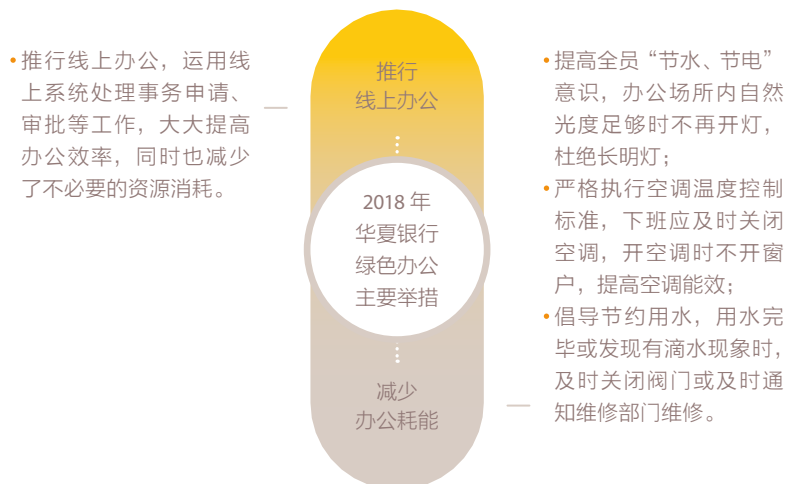 •推行线上办公，运用线
上系统处理事务申请、
审批等工作，大大提高
办公效率，同时也减少
了不必要的资源消耗。
推行
线上办公
2018 年
华夏银行
绿色办公
主要举措
减少
办公耗能
•提高全员“节水、节电”
意识，办公场所内自然
光度足够时不再开灯，
杜绝长明灯；
•严格执行空调温度控制
标准，下班应及时关闭
空调，开空调时不开窗
户，提高空调能效；
•倡导节约用水，用水完
毕或发现有滴水现象时，
及时关闭阀门或及时通
知维修部门维修。